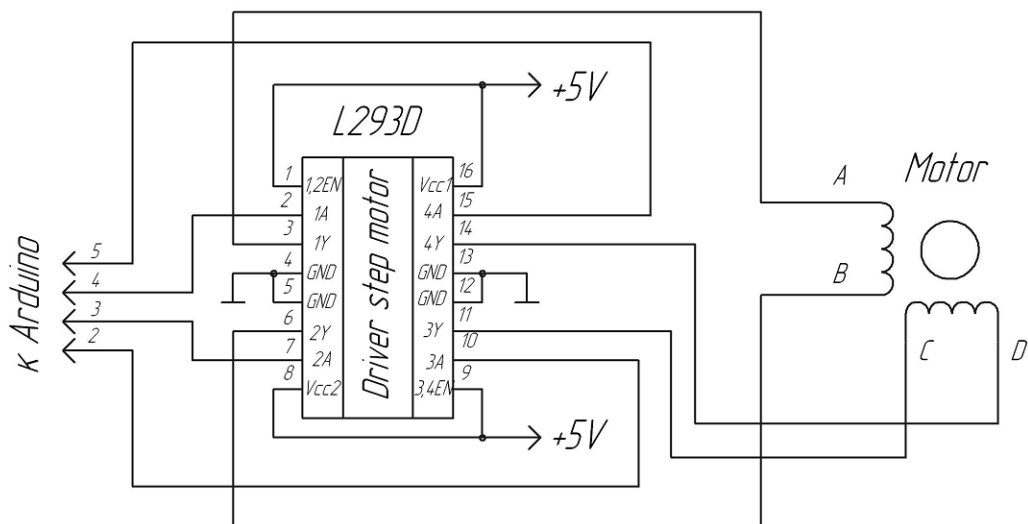 +5V
L293D
1
1,2EN
Vcc1
16
2
1A
4A
15
3
1Y
4Y
14
4
GND
GND
13
5
GND
GND
12
6
2Y
3Y
11
7
2A
3A
10
8
Vcc2
3,4EN
9
Driver step motor
+5V
к Arduino
5
4
3
2
A
Motor
B
C
D